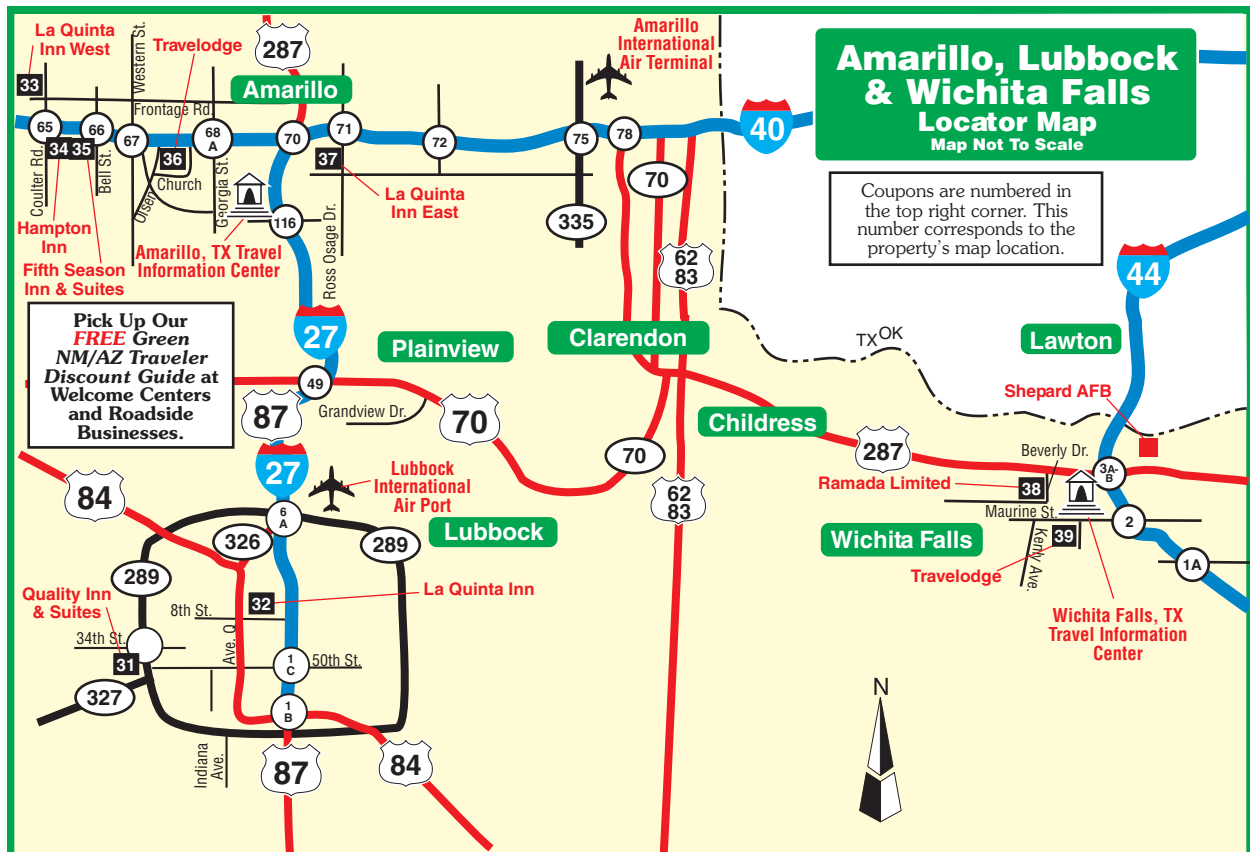 Amarillo, Lubbock
& Wichita Falls
Locator Map
Map Not To Scale
Coupons are numbered in
the top right corner. This
number corresponds to the
property's map location.
La Quinta
Inn West
33
Travelodge
Western St.
287
Amarillo
Amarillo
International
Air Terminal
40
Frontage Rd.
65
66
67
68
A
70
71
72
75
78
34
35
36
37
Coulter Rd.
Bell St.
Olsen
Church
Georgia St.
116
Ross Osage Dr.
La Quinta
Inn East
335
70
62
83
Hampton
Inn
Fifth Season
Inn & Suites
Amarillo, TX Travel
Information Center
44
Pick Up Our
FREE Green
NM/AZ Traveler
Discount Guide at
Welcome Centers
and Roadside
Businesses.
27
Plainview
Clarendon
TX
OK
Lawton
49
87
Grandview Dr.
70
Childress
Shepard AFB
287
Beverly Dr.
3A-
B
Ramada Limited
38
Maurine St.
2
39
Kenly Ave.
1A
Wichita Falls
Travelodge
Wichita Falls, TX
Travel Information
Center
70
62
83
84
27
Lubbock
International
Air Port
6
A
326
289
Lubbock
289
Quality Inn
& Suites
8th St.
32
La Quinta Inn
34th St.
31
Ave. Q
1
C
50th St.
327
1
B
Indiana
Ave.
87
84
N